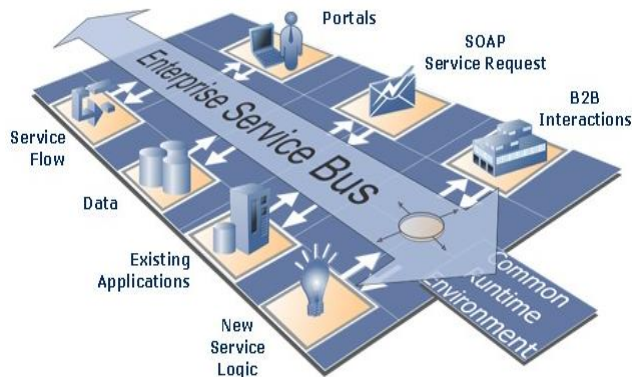 Portals
SOAP
Service Request
B2B
Interactions
Enterprise Service Bus
Service
Flow
Data
Existing
Applications
New
Service
Logic
Common
Runtime
Environment